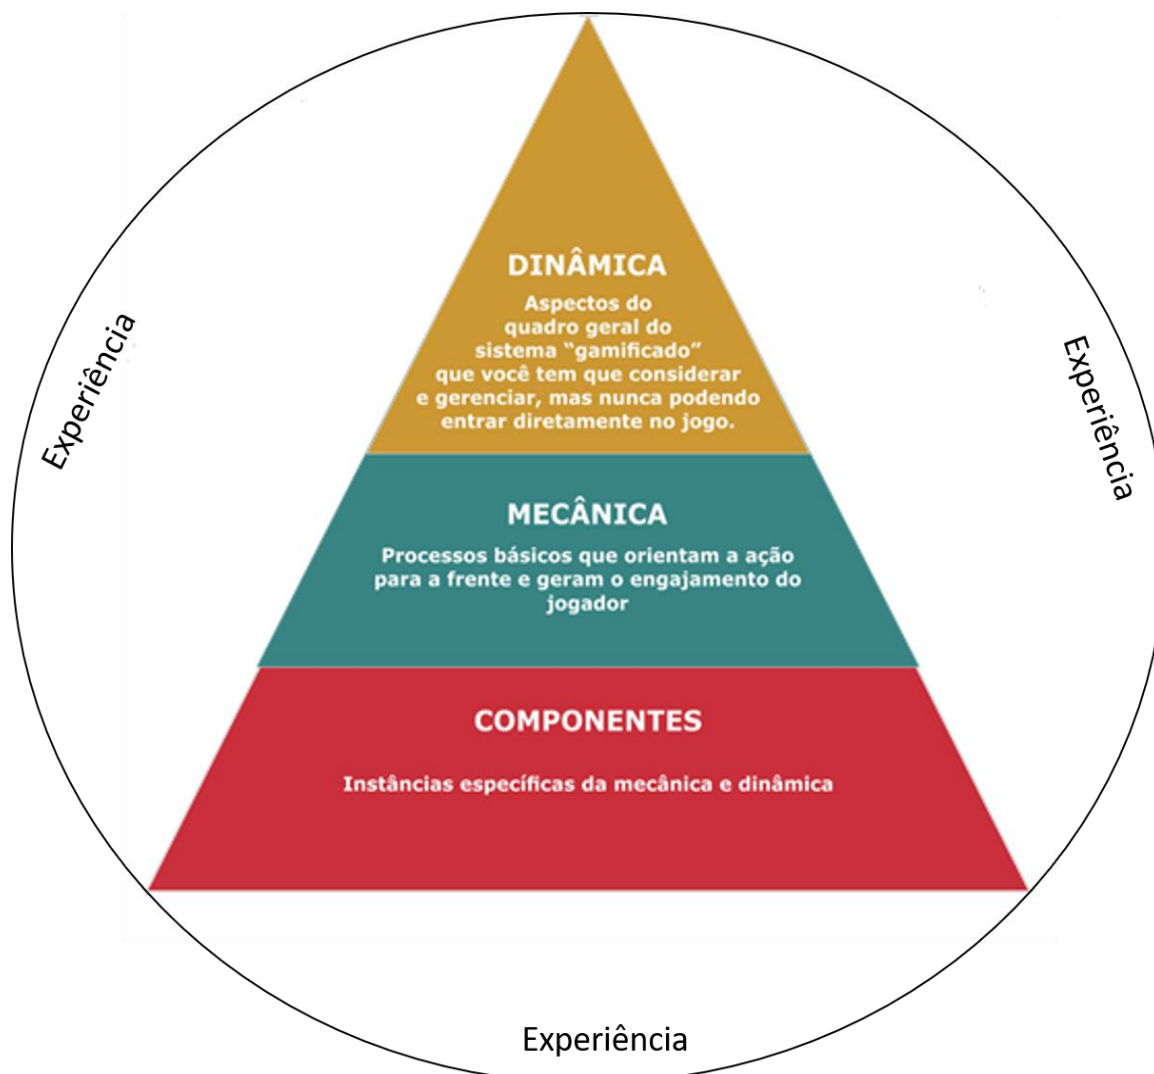 DINÂMICA
Aspectos do
quadro geral do
sistema “gamificado”
que você tem que considerar
e gerenciar, mas nunca podendo
entrar diretamente no jogo.
Experiência
Experiência
MECÂNICA
Processos básicos que orientam a ação
para a frente e geram o engajamento do
jogador
COMPONENTES
Instâncias específicas da mecânica e dinâmica
Experiência